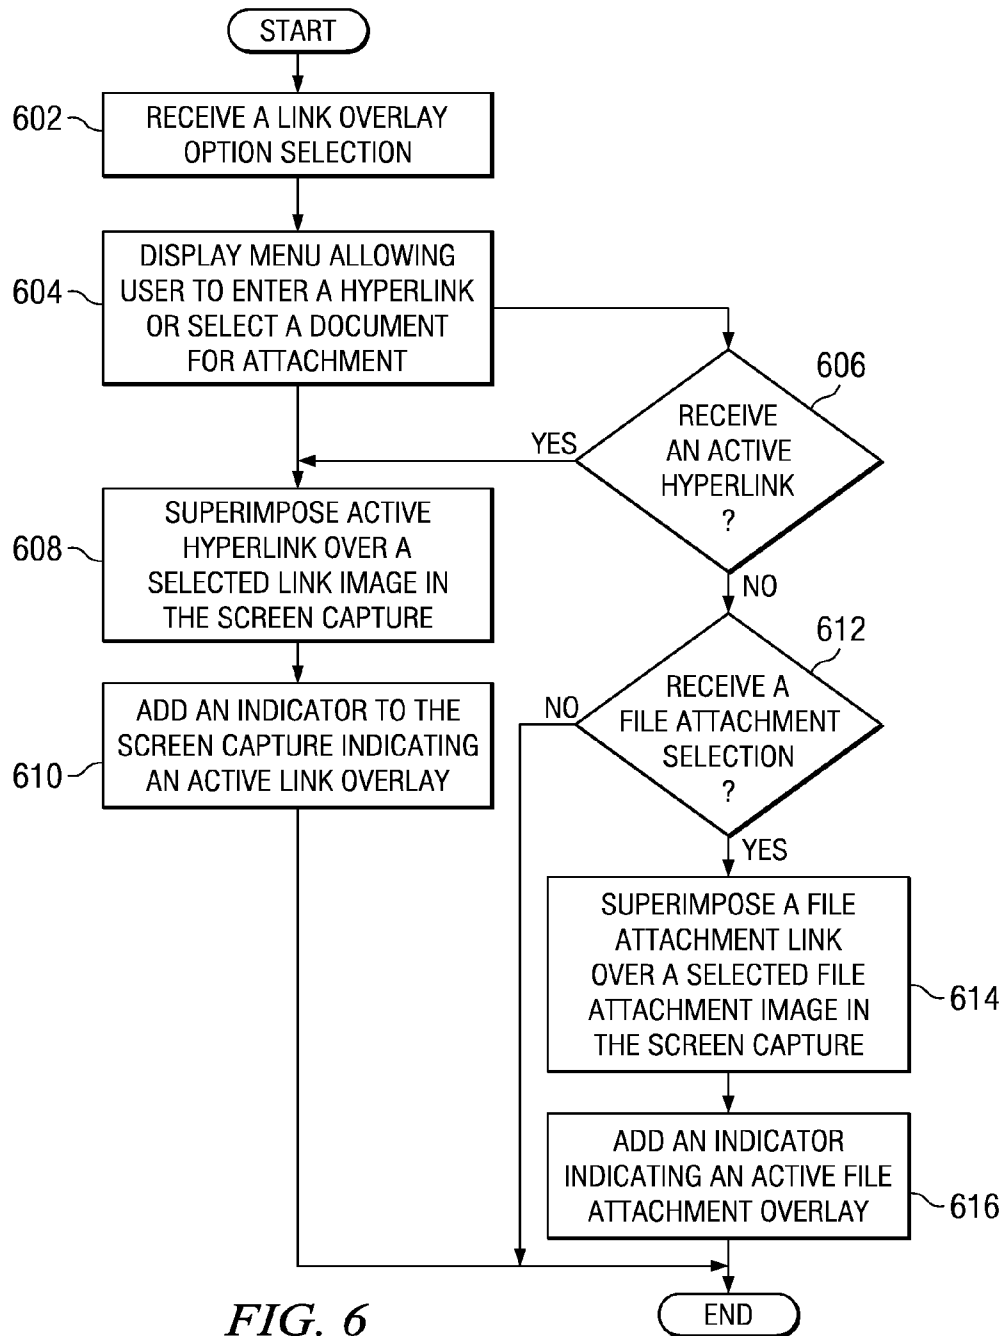 START
602
RECEIVE A LINK OVERLAY
OPTION SELECTION
604
DISPLAY MENU ALLOWING
USER TO ENTER A HYPERLINK
OR SELECT A DOCUMENT
FOR ATTACHMENT
606
RECEIVE
AN ACTIVE
HYPERLINK
?
YES
NO
608
SUPERIMPOSE ACTIVE
HYPERLINK OVER A
SELECTED LINK IMAGE IN
THE SCREEN CAPTURE
610
ADD AN INDICATOR TO THE
SCREEN CAPTURE INDICATING
AN ACTIVE LINK OVERLAY
612
RECEIVE A
FILE ATTACHMENT
SELECTION
?
NO
YES
SUPERIMPOSE A FILE
ATTACHMENT LINK
OVER A SELECTED FILE
ATTACHMENT IMAGE IN
THE SCREEN CAPTURE
614
ADD AN INDICATOR
INDICATING AN ACTIVE FILE
ATTACHMENT OVERLAY
616
END
FIG. 6